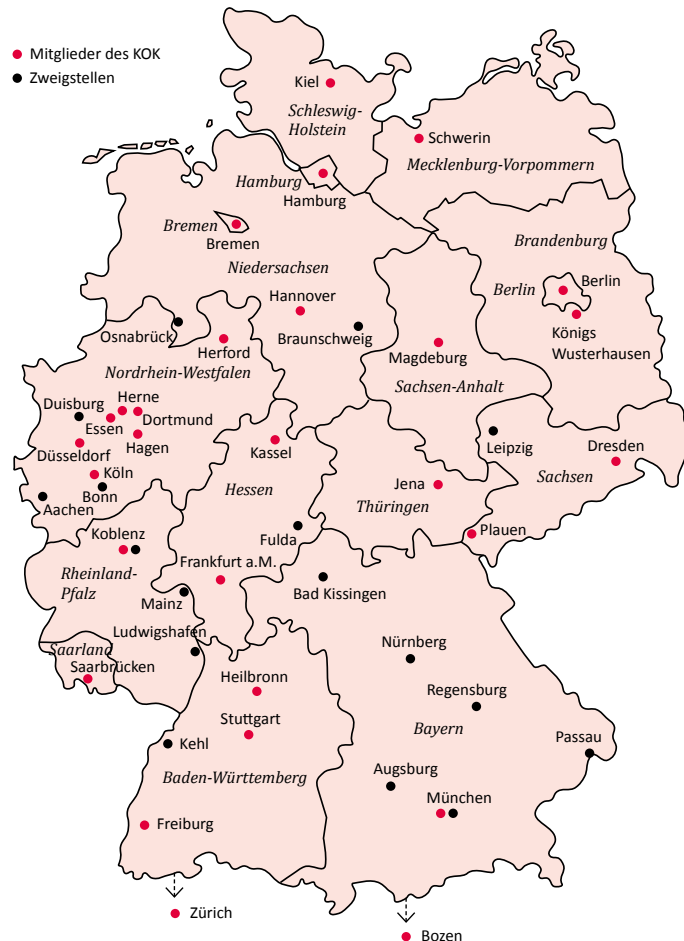 Mitglieder des KOK
Zweigstellen
Kiel
Schleswig-
Holstein
Schwerin
Mecklenburg-Vorpommern
Hamburg
Hamburg
Bremen
Bremen
Niedersachsen
Brandenburg
Berlin
Berlin
Königs
Wusterhausen
Hannover
Braunschweig
Osnabrück
Herford
Nordrhein-Westfalen
Magdeburg
Sachsen-Anhalt
Duisburg
Herne
Essen
Dortmund
Hagen
Düsseldorf
Köln
Bonn
Aachen
Kassel
Hessen
Leipzig
Dresden
Sachsen
Jena
Thüringen
Plauen
Fulda
Koblenz
Frankfurt a.M.
Rheinland-
Pfalz
Mainz
Bad Kissingen
Ludwigshafen
Saarland
Saarbrücken
Nürnberg
Heilbronn
Regensburg
Stuttgart
Bayern
Kehl
Passau
Baden-Württemberg
Augsburg
München
Freiburg
Zürich
Bozen